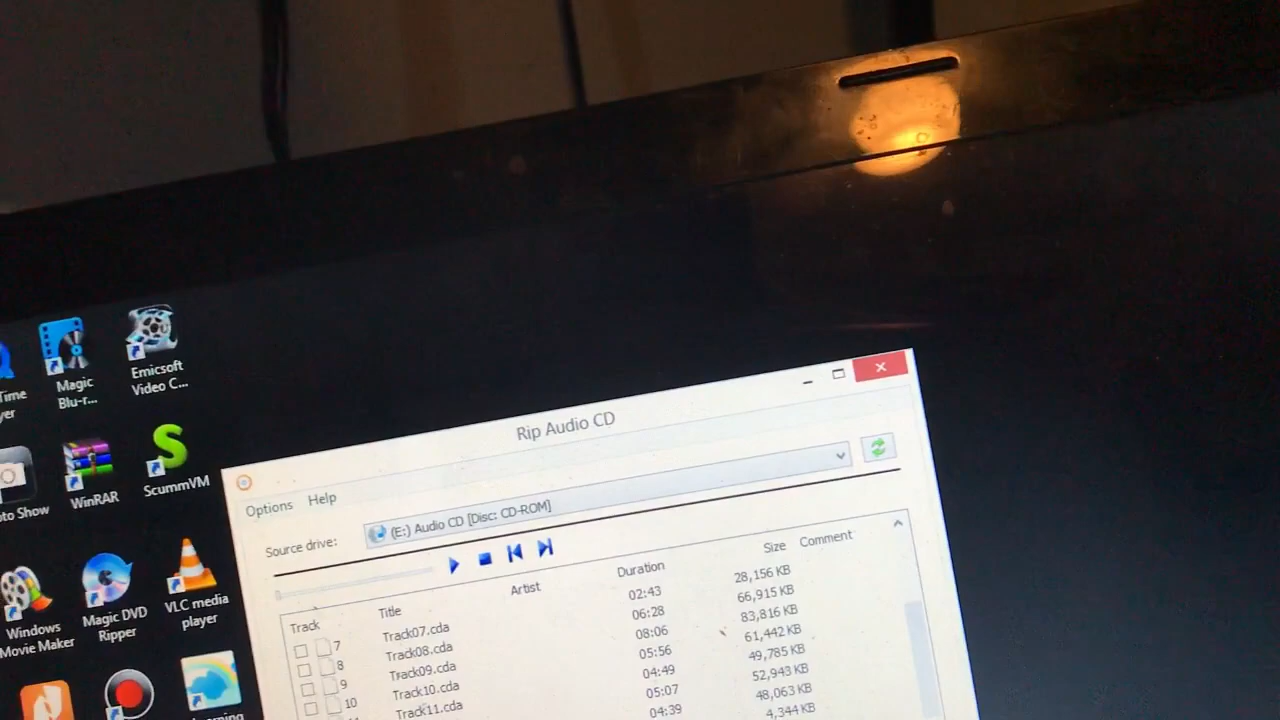 Time
yer
Magic
Blu-r...
Emicsoft
Video C...
oto Show
WinRAR
ScummVM
Windows
Movie Maker
Magic DVD
Ripper
VLC media
player
Rip Audio CD
Options Help
Source drive: (E:) Audio CD [Disc: CD-ROM]
Track Title Artist Duration Size Comment
7 Track07.cda 02:43 28,156 KB
8 Track08.cda 06:28 66,915 KB
9 Track09.cda 08:06 83,816 KB
10 Track10.cda 05:56 61,442 KB
Track11.cda 04:49 49,785 KB
05:07 52,943 KB
04:39 48,063 KB
4,344 KB